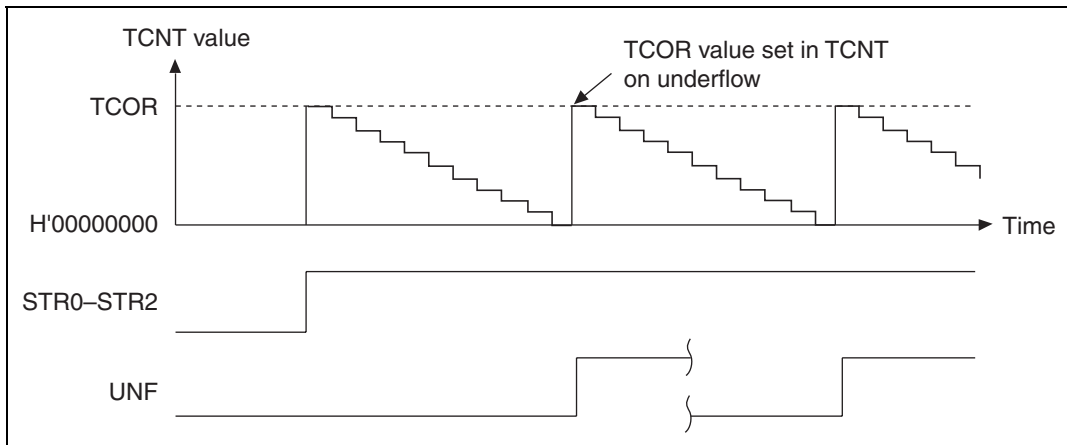 TCNT value
TCOR value set in TCNT
on underflow
TCOR
H'00000000
Time
STR0–STR2
UNF